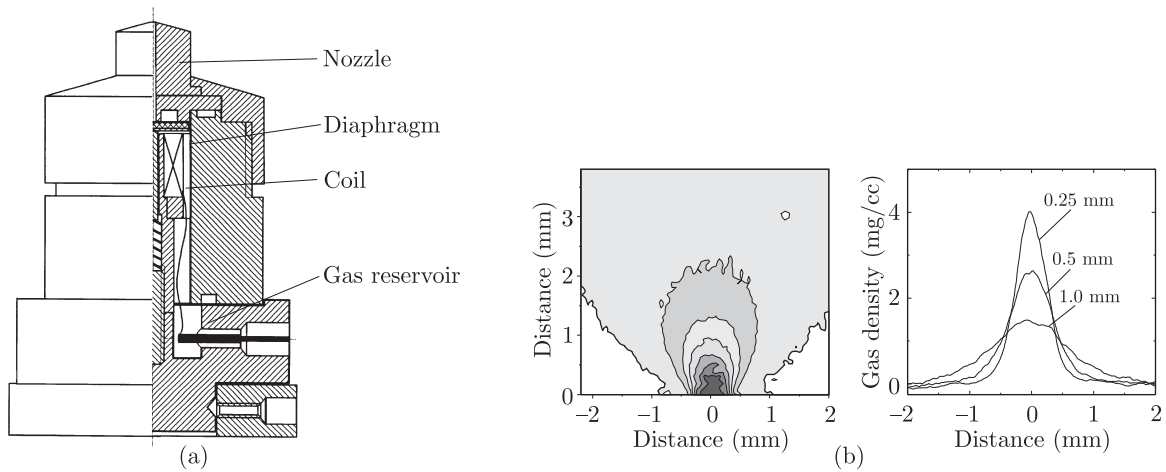 Nozzle
Diaphragm
Coil
Gas reservoir
(a)
Distance (mm)
3
2
1
0
−2
−1
0
1
2
Distance (mm)
Gas density (mg/cc)
4
2
0
0.25 mm
0.5 mm
1.0 mm
−2
−1
0
1
2
Distance (mm)
(b)